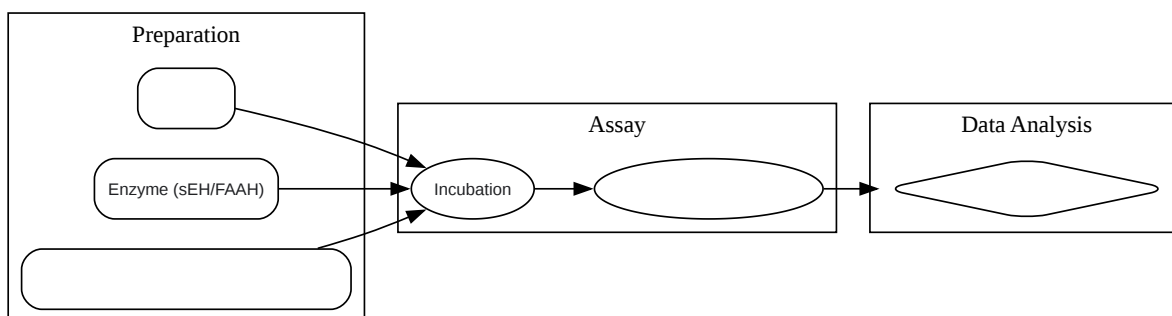 Preparation
Enzyme (sEH/FAAH)
Assay
Incubation
Data Analysis